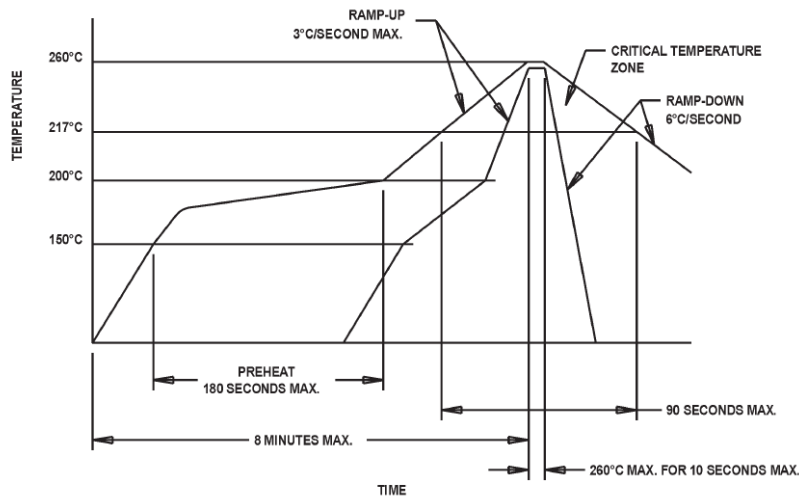 RAMP-UP
3°C/SECOND MAX.
260°C
CRITICAL TEMPERATURE
ZONE
RAMP-DOWN
6°C/SECOND
TEMPERATURE
217°C
200°C
150°C
PREHEAT
180 SECONDS MAX.
90 SECONDS MAX.
8 MINUTES MAX.
260°C MAX. FOR 10 SECONDS MAX.
TIME